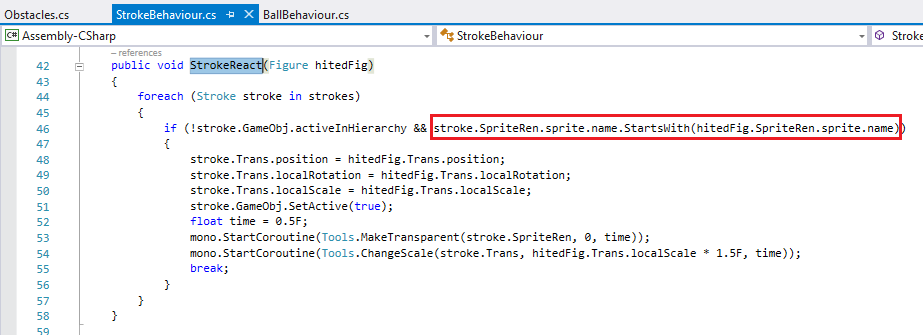 Obstacles.cs StrokeBehaviour.cs BallBehaviour.cs
C# Assembly-CSharp StrokeBehaviour Stroke
– references
42 public void StrokeReact(Figure hitedFig)
43 {
44 foreach (Stroke stroke in strokes)
45 {
46 if (!stroke.GameObj.activeInHierarchy && stroke.SpriteRen.sprite.name.StartsWith(hitedFig.SpriteRen.sprite.name))
47 {
48 stroke.Trans.position = hitedFig.Trans.position;
49 stroke.Trans.localRotation = hitedFig.Trans.localRotation;
50 stroke.Trans.localScale = hitedFig.Trans.localScale;
51 stroke.GameObj.SetActive(true);
52 float time = 0.5F;
53 mono.StartCoroutine(Tools.MakeTransparent(stroke.SpriteRen, 0, time));
54 mono.StartCoroutine(Tools.ChangeScale(stroke.Trans, hitedFig.Trans.localScale * 1.5F, time));
55 break;
56 }
57 }
58 }
59